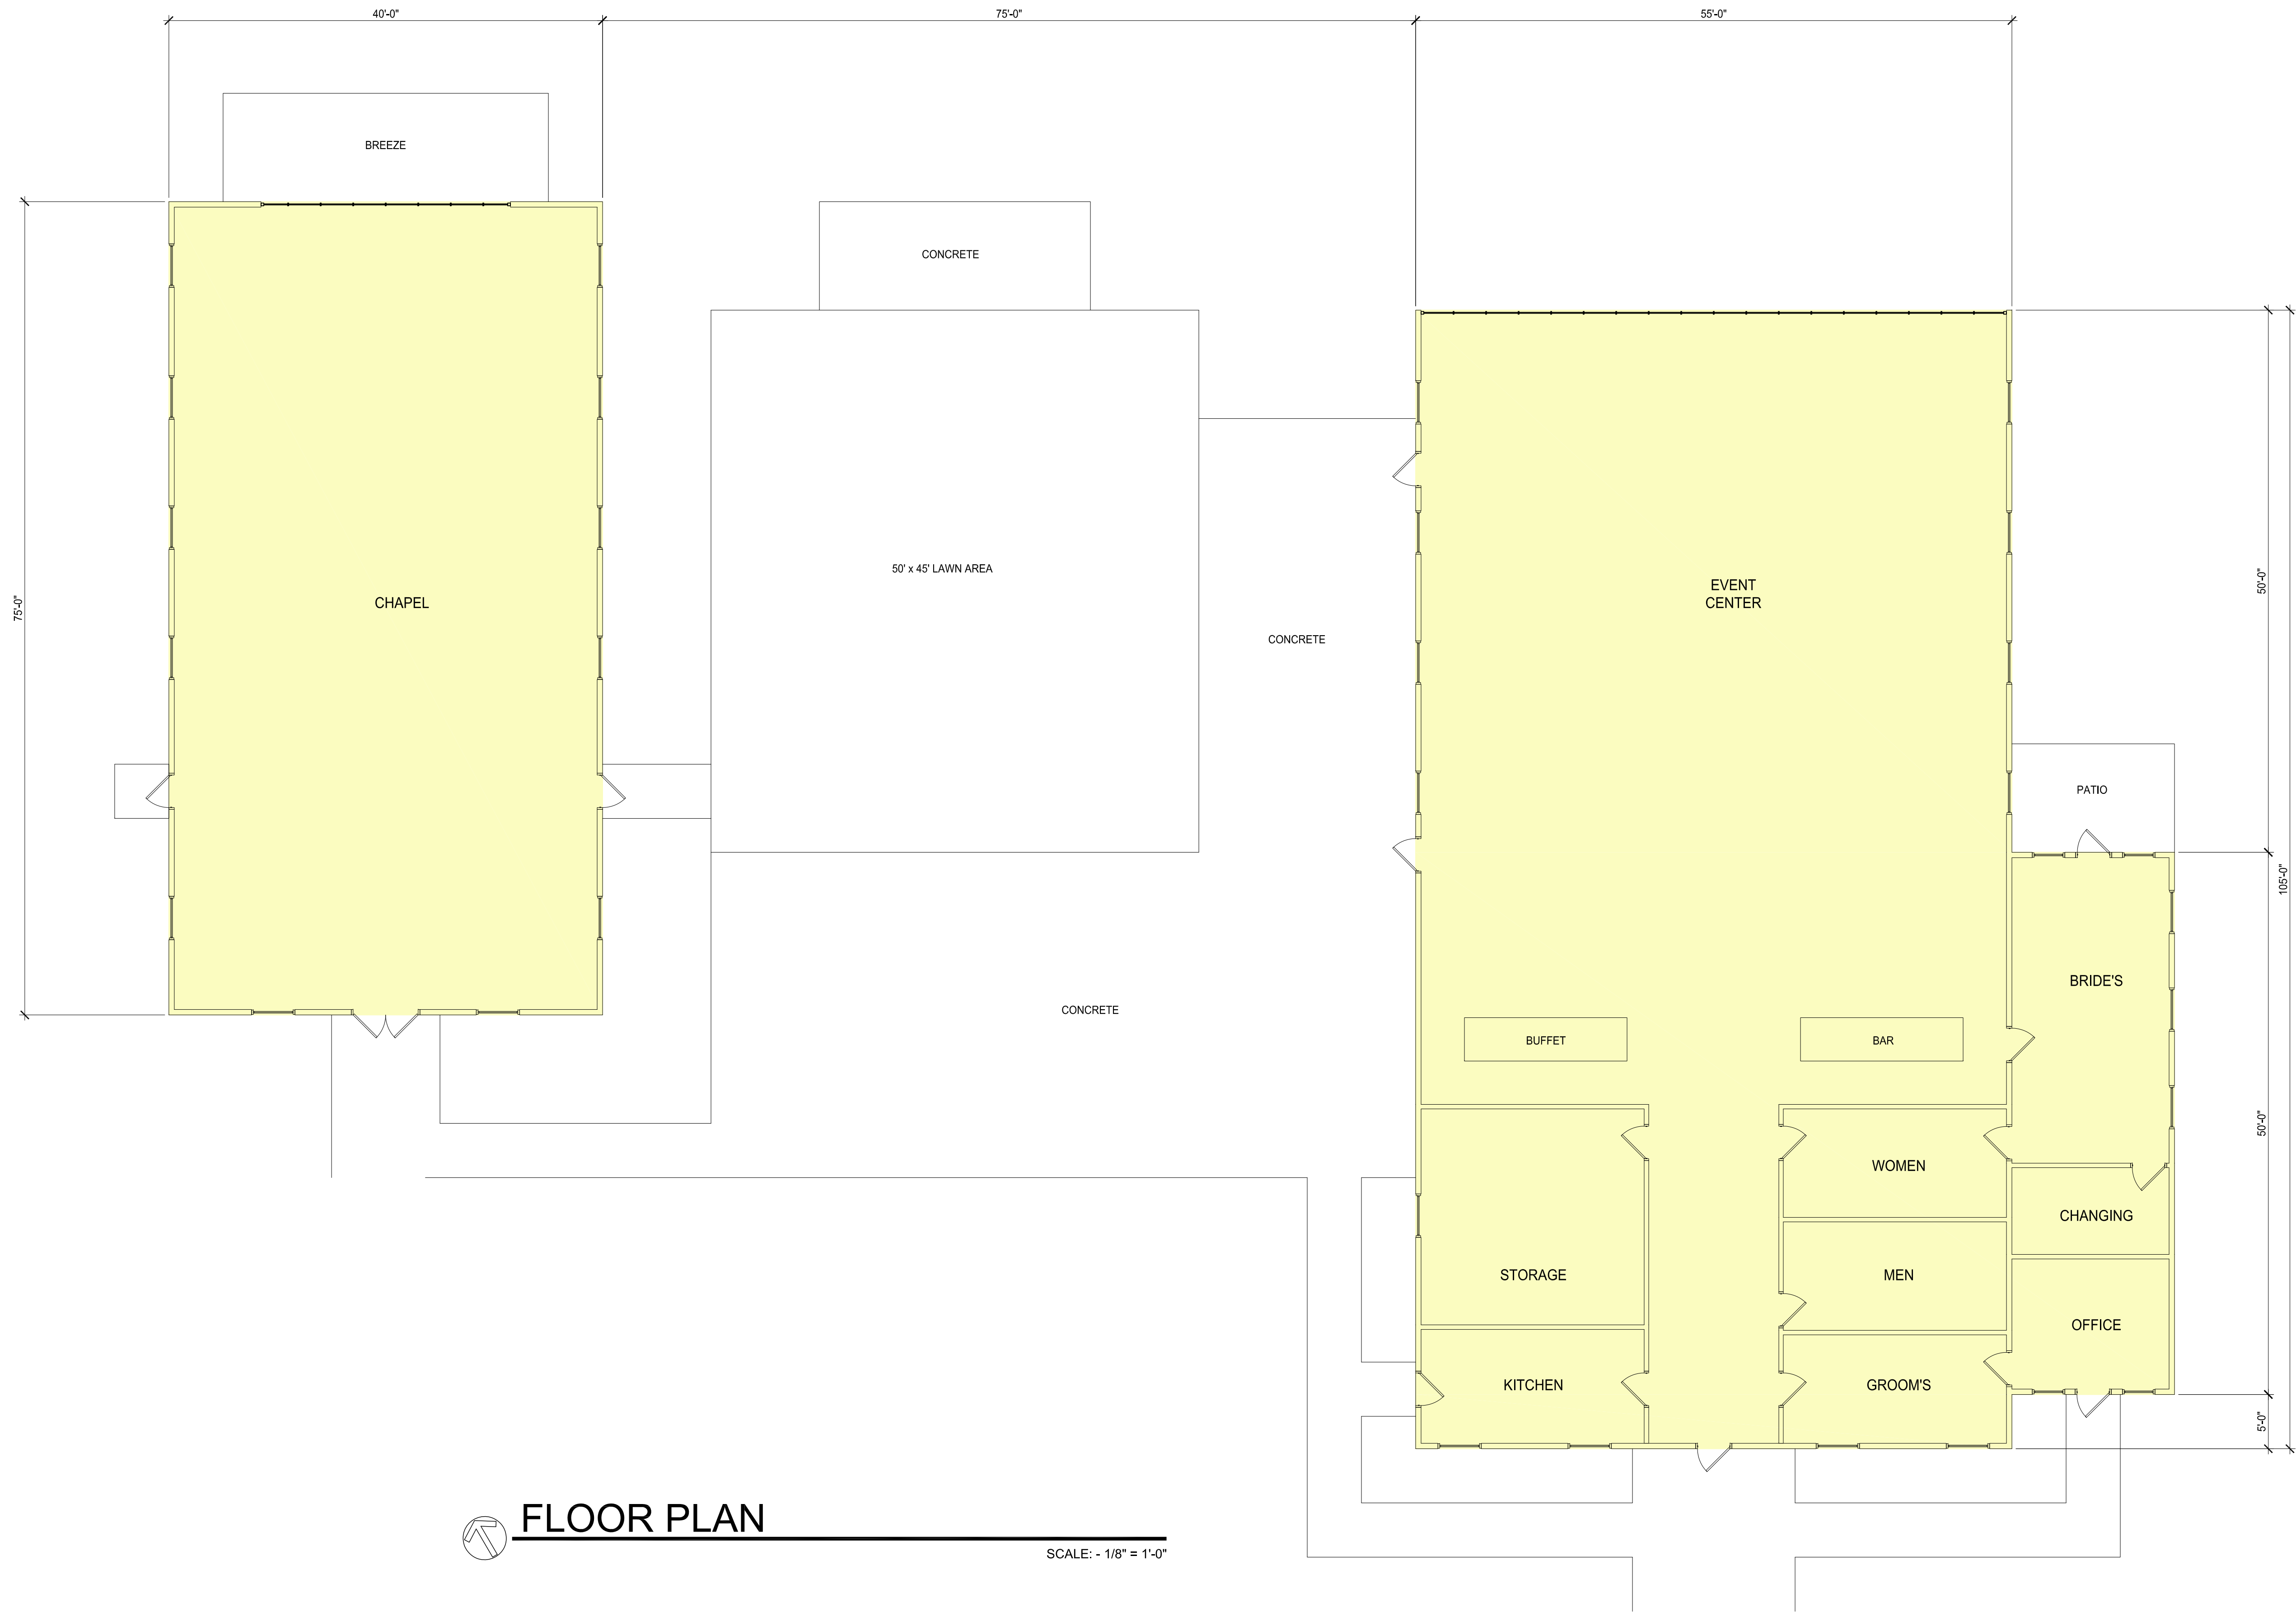 40'-0"
75'-0"
55'-0"
BREEZE
CONCRETE
50' x 45' LAWN AREA
EVENT
CENTER
50'-0"
CHAPEL
75'-0"
CONCRETE
PATIO
105'-0"
BRIDE'S
CONCRETE
BUFFET
BAR
50'-0"
WOMEN
CHANGING
STORAGE
MEN
OFFICE
KITCHEN
GROOM'S
5'-0"
FLOOR PLAN
SCALE: - 1/8" = 1'-0"